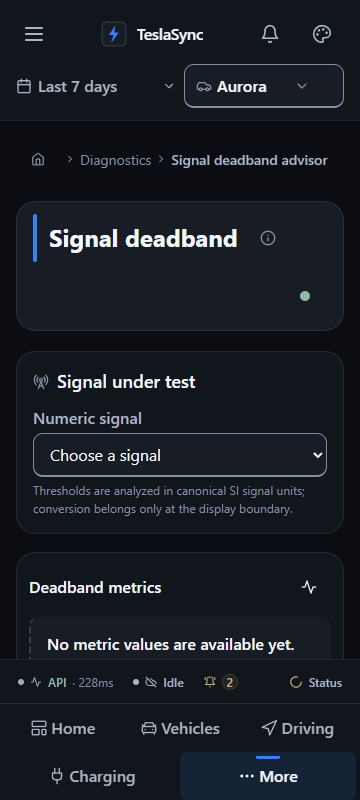 TeslaSync
Last 7 days
Aurora
Diagnostics
Signal deadband advisor
Signal deadband
Signal under test
Numeric signal
Choose a signal
Thresholds are analyzed in canonical SI signal units;
conversion belongs only at the display boundary.
Deadband metrics
No metric values are available yet.
API · 228ms
Idle
2
Status
Home
Vehicles
Driving
Charging
More